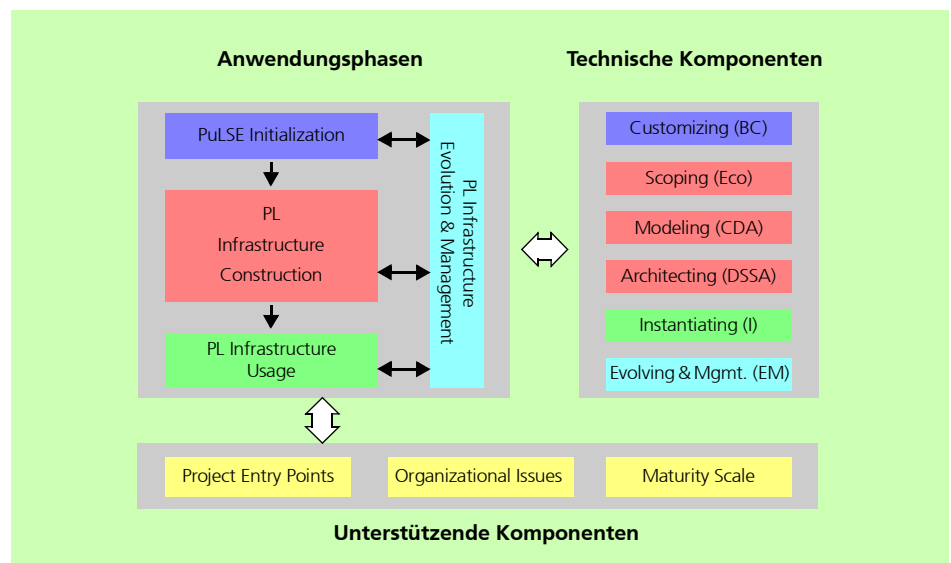 Anwendungsphasen
PuLSE Initialization
PL
Infrastructure
Construction
PL Infrastructure
Usage
PL Infrastructure
Evolution & Management
Technische Komponenten
Customizing (BC)
Scoping (Eco)
Modeling (CDA)
Architecting (DSSA)
Instantiating (I)
Evolving & Mgmt. (EM)
Project Entry Points
Organizational Issues
Maturity Scale
Unterstützende Komponenten